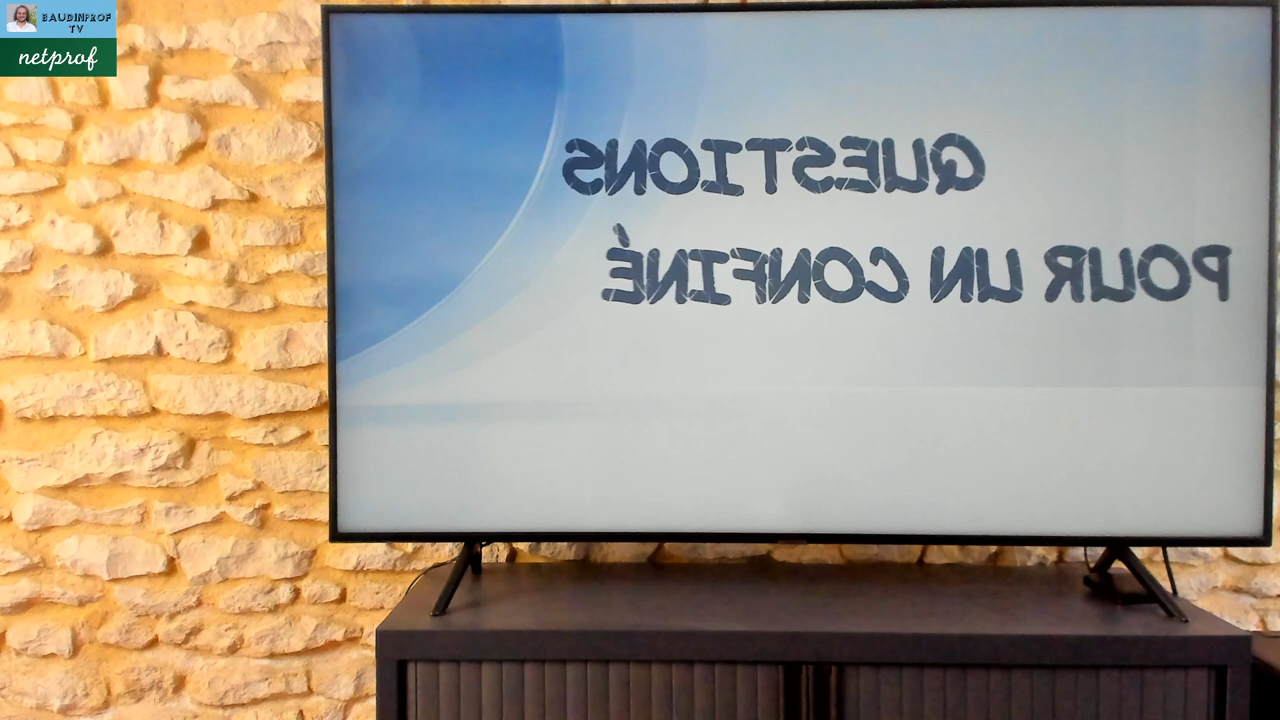 BAUDINPROF
TV
netprof
QUESTIONS
POUR UN CONFINÉ